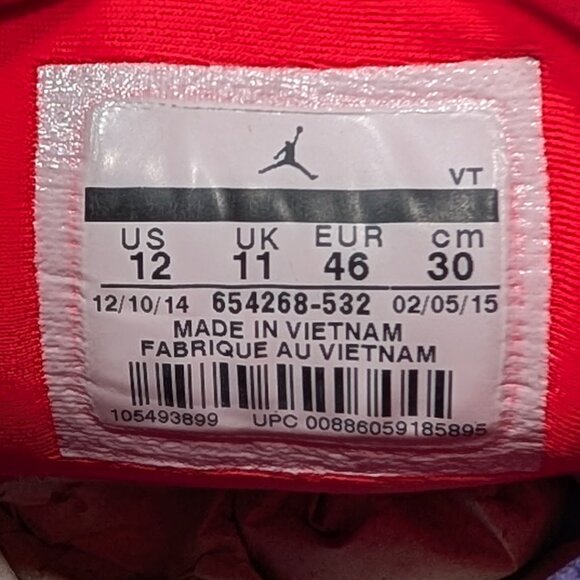 VT
US UK EUR cm
12 11 46 30
12/10/14 654268-532 02/05/15
MADE IN VIETNAM
FABRIQUE AU VIETNAM
105493899 UPC 00886059185895